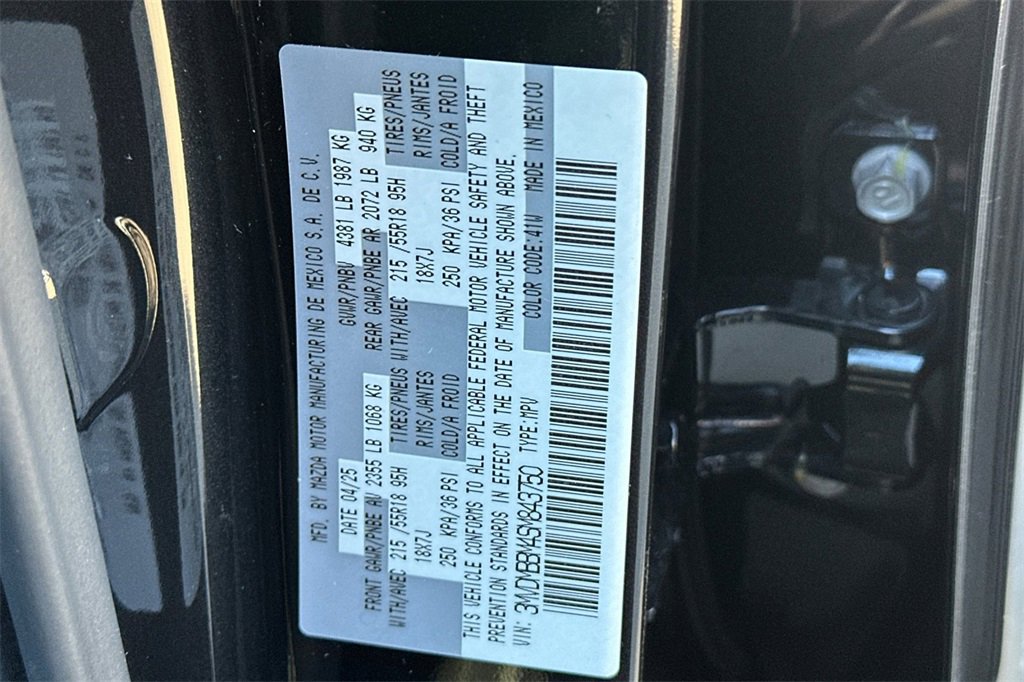 MFD. BY MAZDA MOTOR MANUFACTURING DE MEXICO S.A. DE C.V.
DATE 04/25 GVWR/PNBV 4381 LB 1987 KG
FRONT GAWR/PNBE AV 2355 LB 1068 KG REAR GAWR/PNBE AR 2072 LB 940 KG
WITH/AVEC 215 /55R18 95H TIRES/PNEUS WITH/AVEC 215 /55R18 95H TIRES/PNEUS
18X7J RIMS/JANTES 18X7J RIMS/JANTES
250 KPA/36 PSI COLD/A FROID 250 KPA/36 PSI COLD/A FROID
THIS VEHICLE CONFORMS TO ALL APPLICABLE FEDERAL MOTOR VEHICLE SAFETY AND THEFT
PREVENTION STANDARDS IN EFFECT ON THE DATE OF MANUFACTURE SHOWN ABOVE.
VIN: 3MVDMBBY4SM843750 TYPE:MPV COLOR CODE:41W MADE IN MEXICO